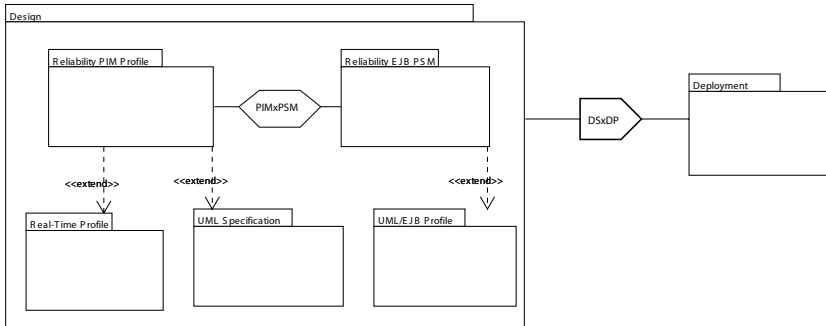 Design
Reliability PIM Profile
Reliability EJB PSM
Deployment
PIMxPSM
DSxDP
<<extend>>
<<extend>>
<<extend>>
Real-Time Profile
UML Specification
UML/EJB Profile